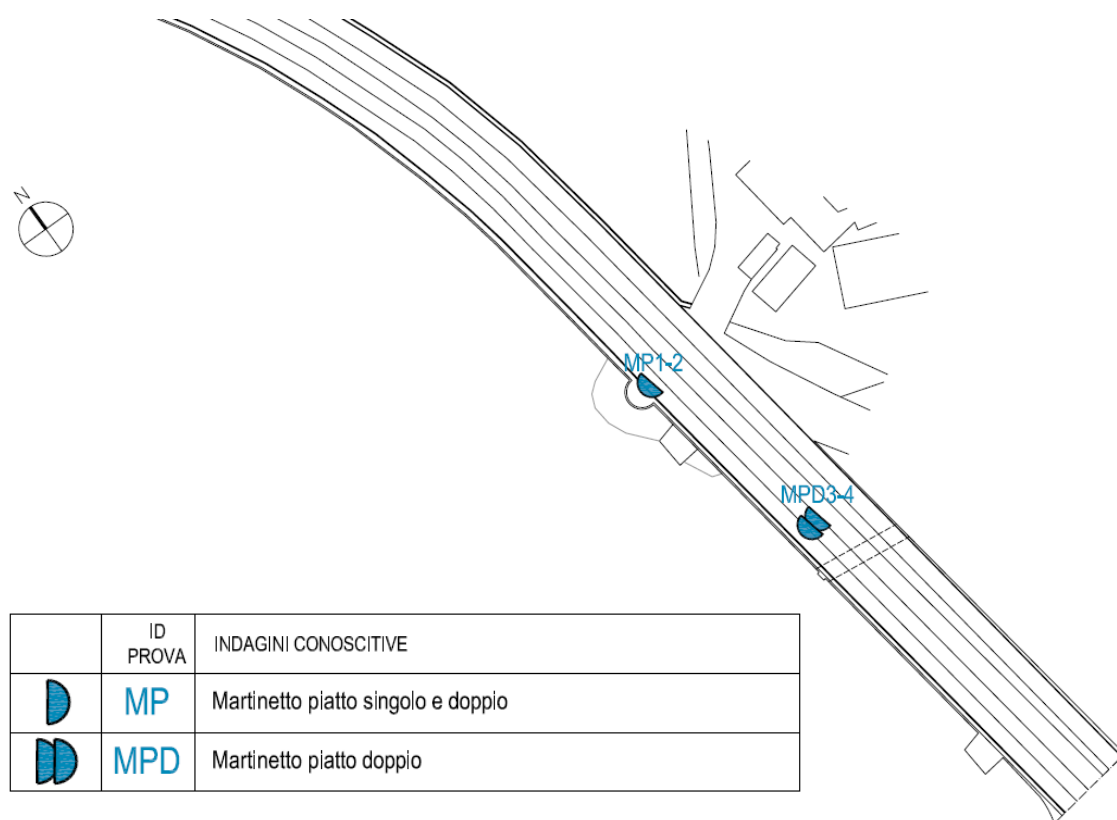 N
MP1-2
MPD3-4
ID
PROVA
INDAGINI CONOSCITIVE
MP
Martinetto piatto singolo e doppio
MPD
Martinetto piatto doppio